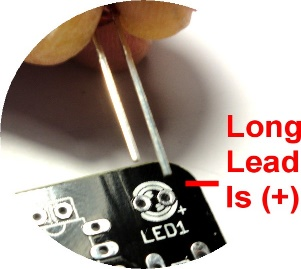 Long
Lead
Is (+)
+
LED1